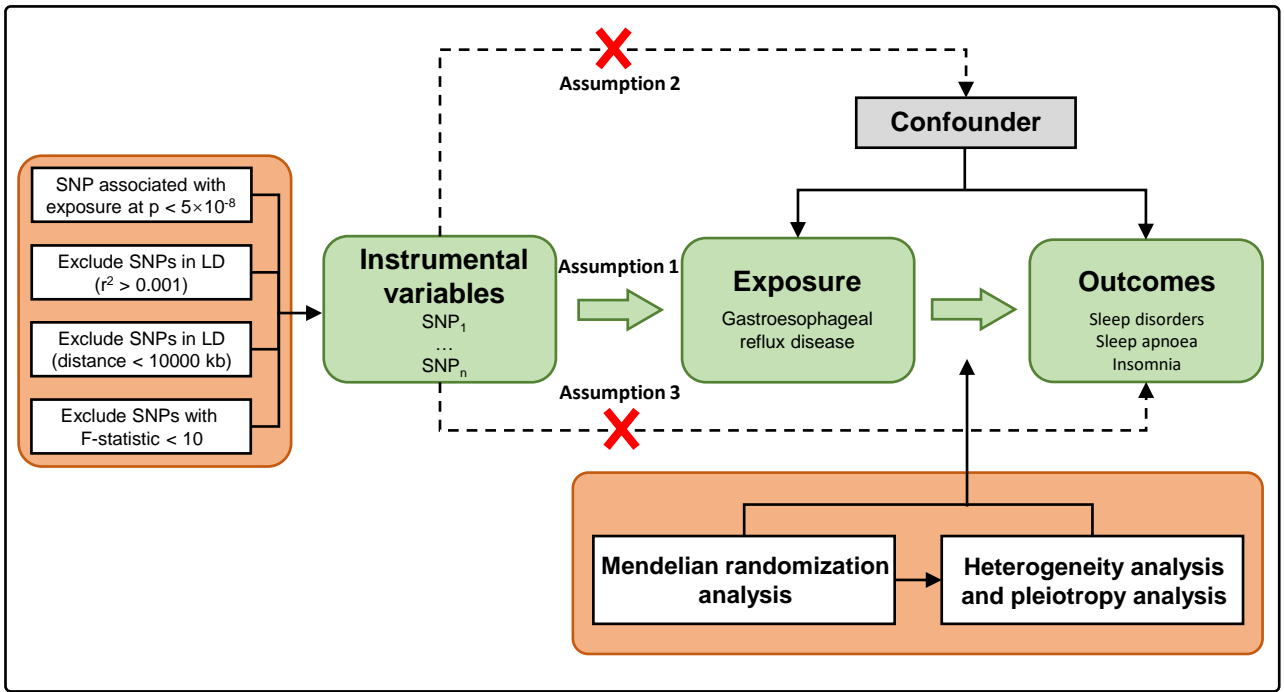 Assumption 2
Confounder
SNP associated with
exposure at p < 5×10⁻⁸
Exclude SNPs in LD
(r² > 0.001)
Exclude SNPs in LD
(distance < 10000 kb)
Exclude SNPs with
F-statistic < 10
Instrumental
variables
SNP₁
...
SNPₙ
Assumption 1
Exposure
Gastroesophageal
reflux disease
Outcomes
Sleep disorders
Sleep apnoea
Insomnia
Assumption 3
Mendelian randomization
analysis
Heterogeneity analysis
and pleiotropy analysis